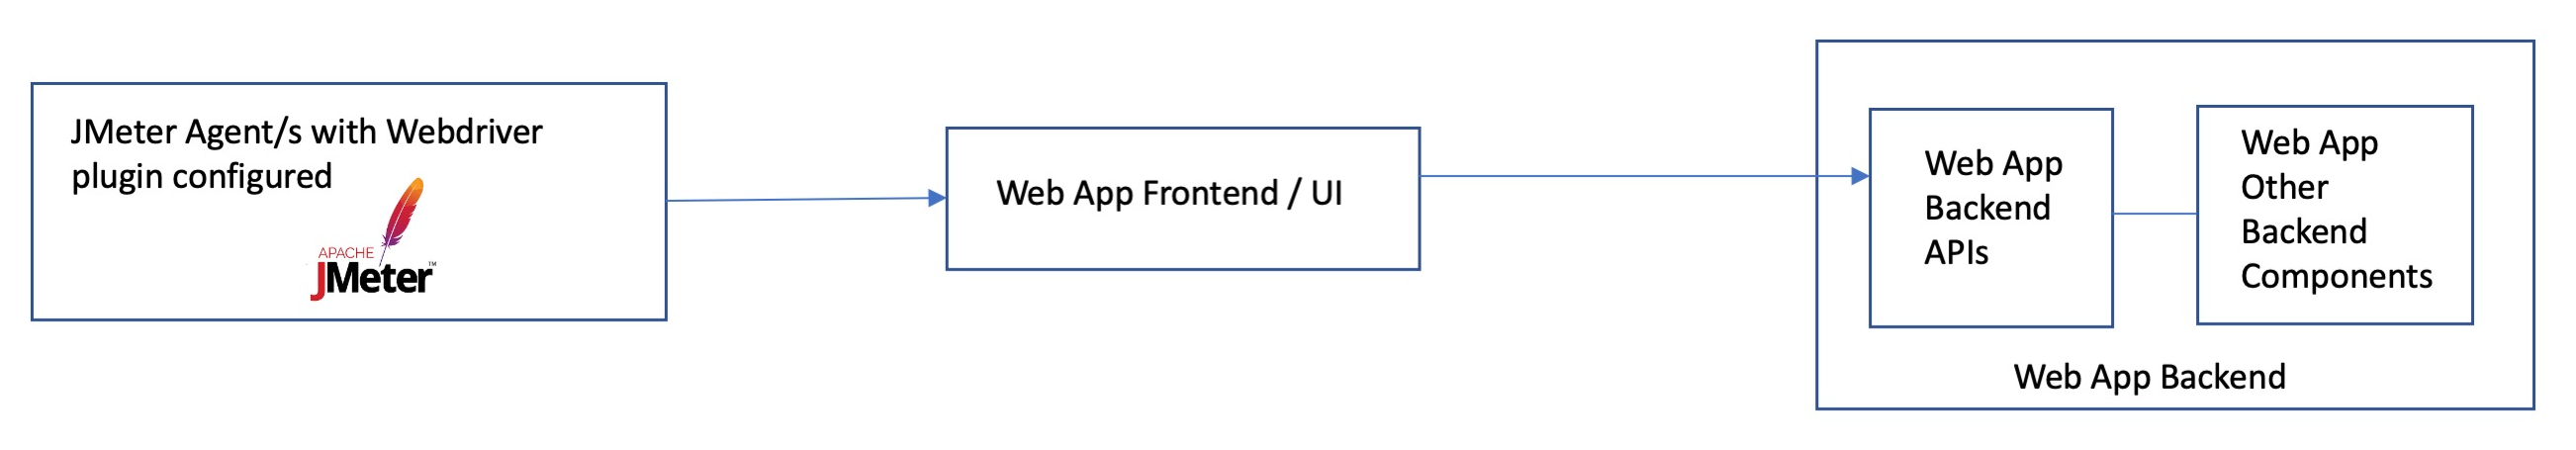 JMeter Agent/s with Webdriver
plugin configured
APACHE
JMeter™
Web App Frontend / UI
Web App
Backend
APIs
Web App
Other
Backend
Components
Web App Backend